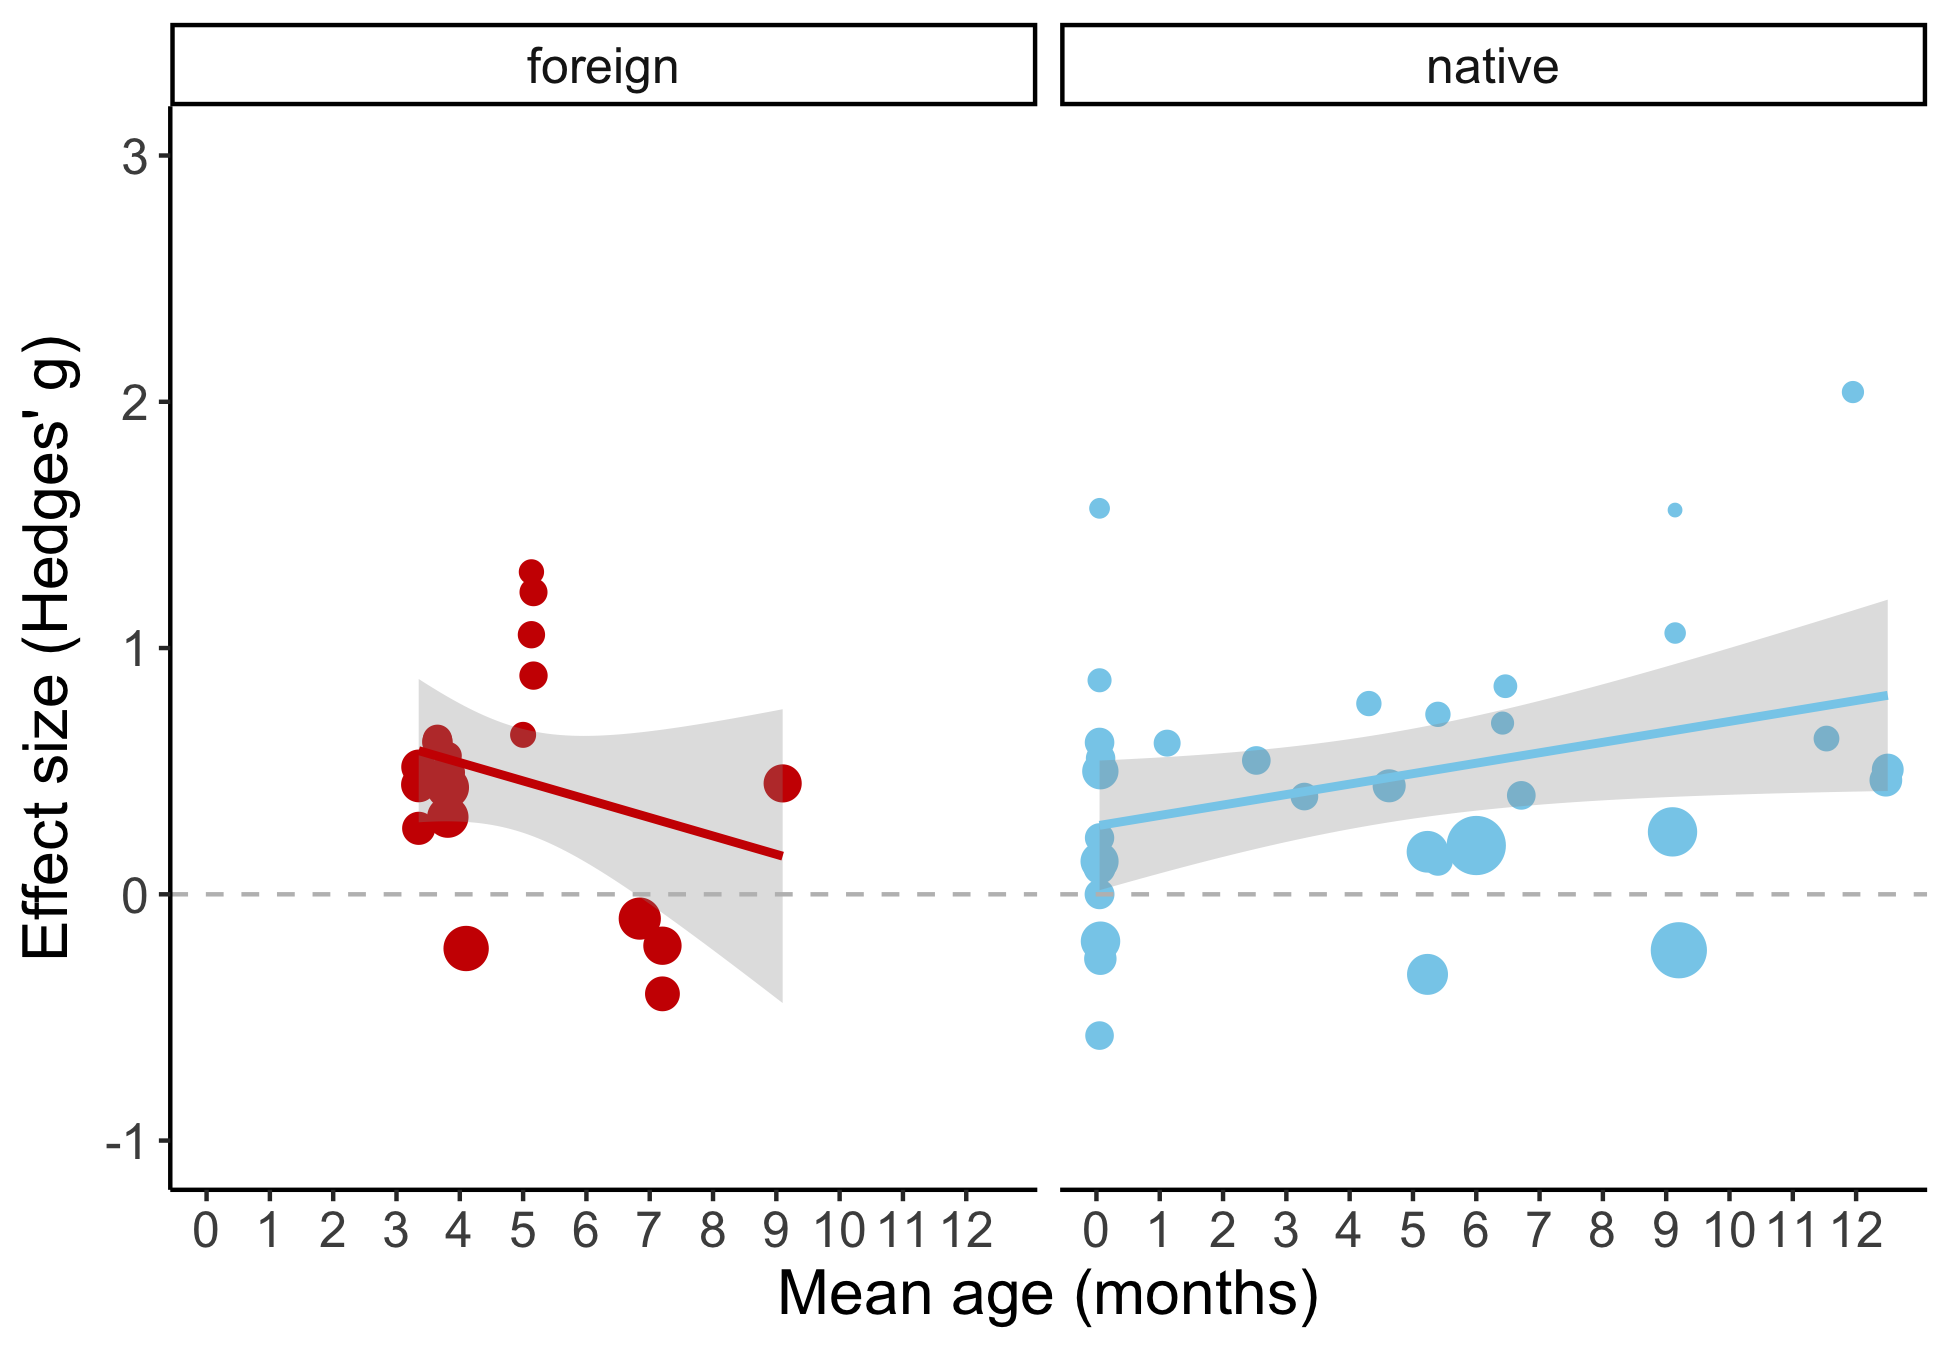 foreign
native
3
2
1
0
-1
Effect size (Hedges' g)
0 1 2 3 4 5 6 7 8 9 10 11 12
0 1 2 3 4 5 6 7 8 9 10 11 12
Mean age (months)